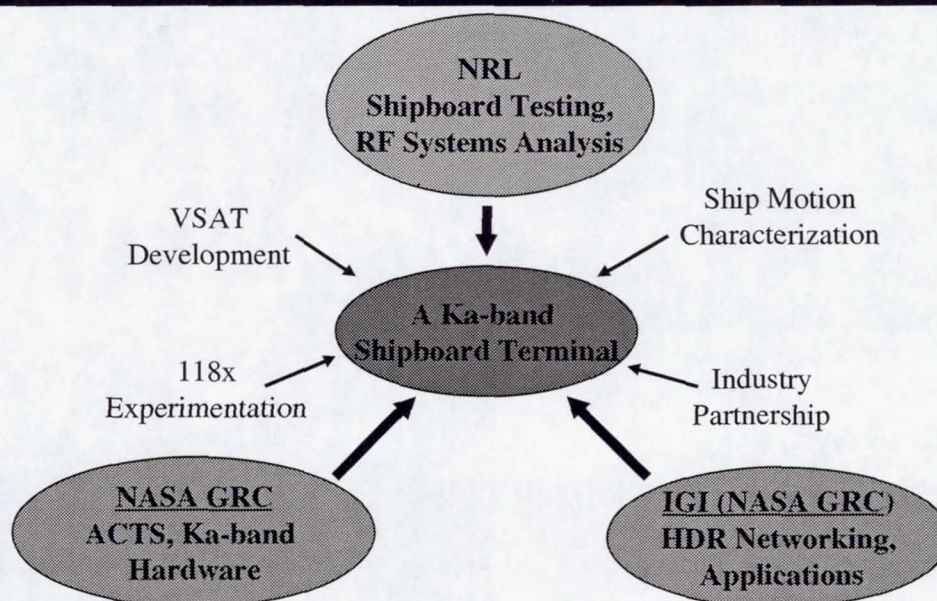 NRL
Shipboard Testing,
RF Systems Analysis
VSAT
Development
Ship Motion
Characterization
A Ka-band
Shipboard Terminal
118x
Experimentation
Industry
Partnership
NASA GRC
ACTS, Ka-band
Hardware
IGI (NASA GRC)
HDR Networking,
Applications